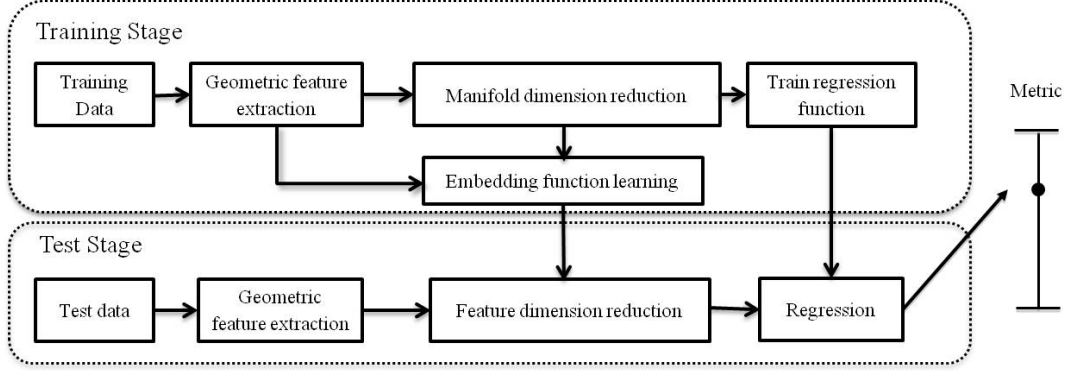 Training Stage
Training
Data
Geometric feature
extraction
Manifold dimension reduction
Train regression
function
Metric
Embedding function learning
Test Stage
Test data
Geometric
feature extraction
Feature dimension reduction
Regression